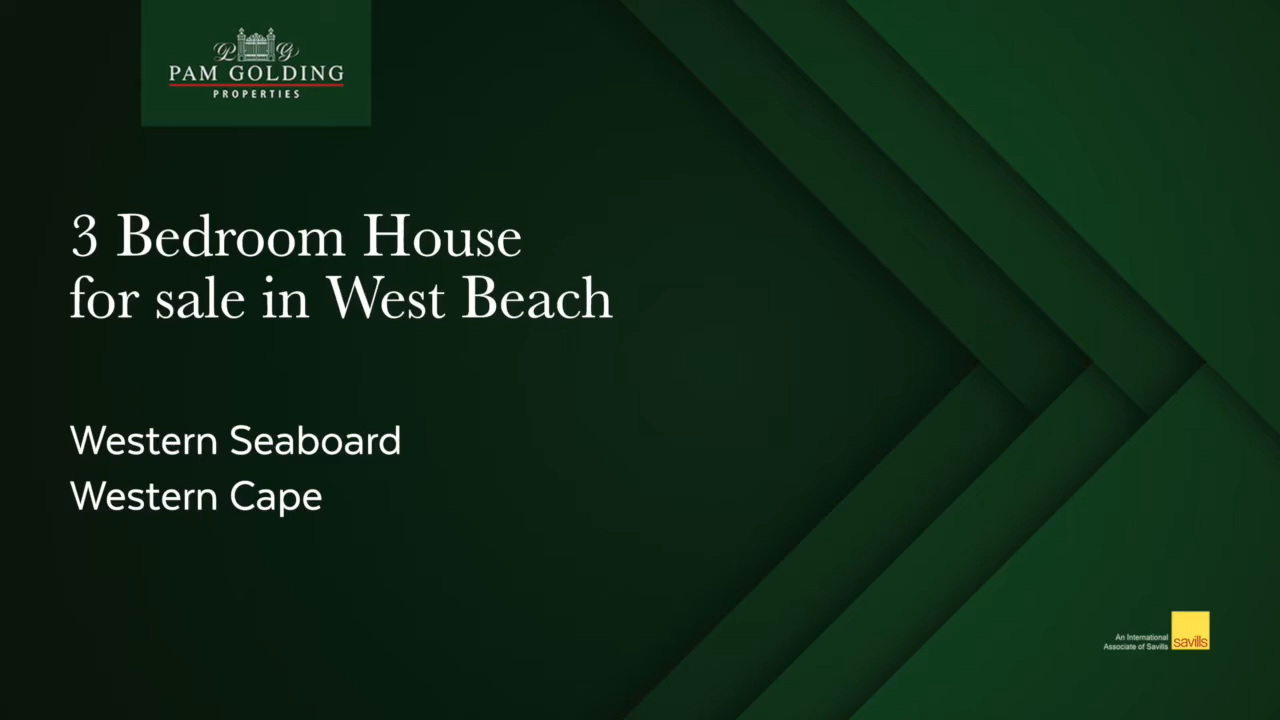 PG
PAM GOLDING
PROPERTIES
3 Bedroom House
for sale in West Beach
Western Seaboard
Western Cape
An International
Associate of Savills
savills